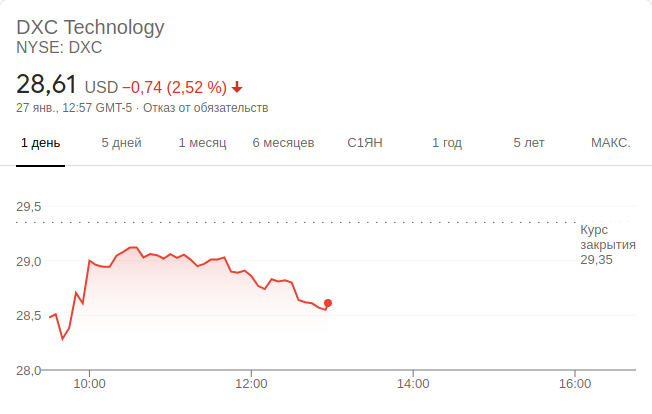 DXC Technology
NYSE: DXC
28,61 USD −0,74 (2,52 %)
27 янв., 12:57 GMT-5 · Отказ от обязательств
1 день 5 дней 1 месяц 6 месяцев С1ЯН 1 год 5 лет МАКС.
29,5
Курс
закрытия
29,35
29,0
28,5
28,0
10:00 12:00 14:00 16:00